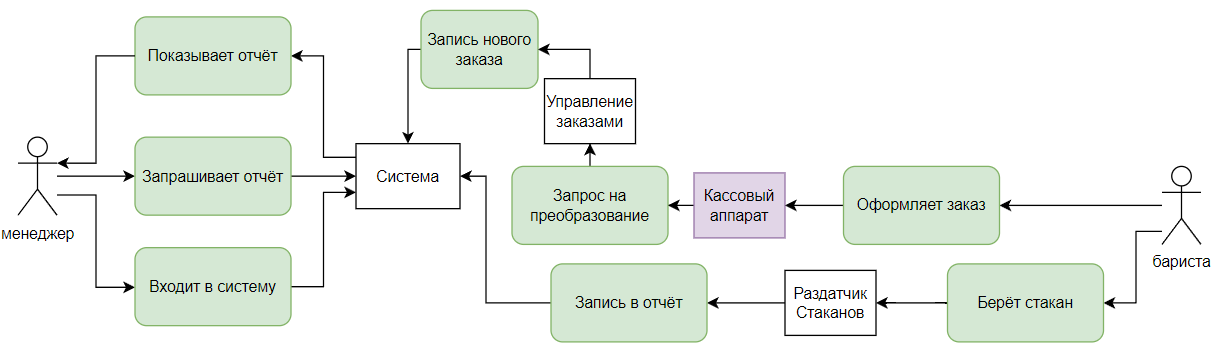 Показывает отчёт
Запись нового
заказа
Управление
заказами
менеджер
Запрашивает отчёт
Система
Запрос на
преобразование
Кассовый
аппарат
Оформляет заказ
бариста
Входит в систему
Запись в отчёт
Раздатчик
Стаканов
Берёт стакан